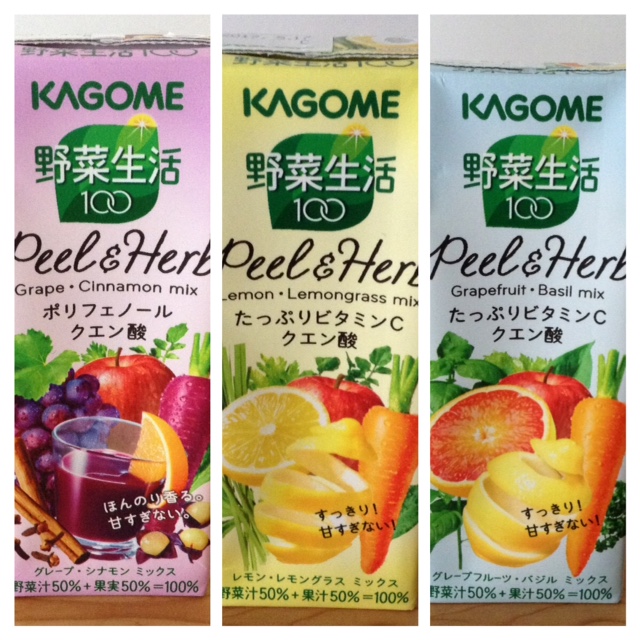 KAGOME
野菜生活
100
Peel & Herb
Grape・Cinnamon mix
ポリフェノール
クエン酸
ほんのり香る。
甘すぎない。
グレープ・シナモン ミックス
野菜汁50%+果実50%=100%
野菜生活
100
KAGOME
野菜生活
100
Peel & Herb
Lemon・Lemongrass mix
たっぷりビタミンC
クエン酸
すっきり!
甘すぎない!
レモン・レモングラス ミックス
野菜汁50%+果汁50%=100%
KAGOME
野菜生活
100
Peel & Herb
Grapefruit・Basil mix
たっぷりビタミンC
クエン酸
すっきり!
甘すぎない!
グレープフルーツ・バジル ミックス
野菜汁50%+果汁50%=100%